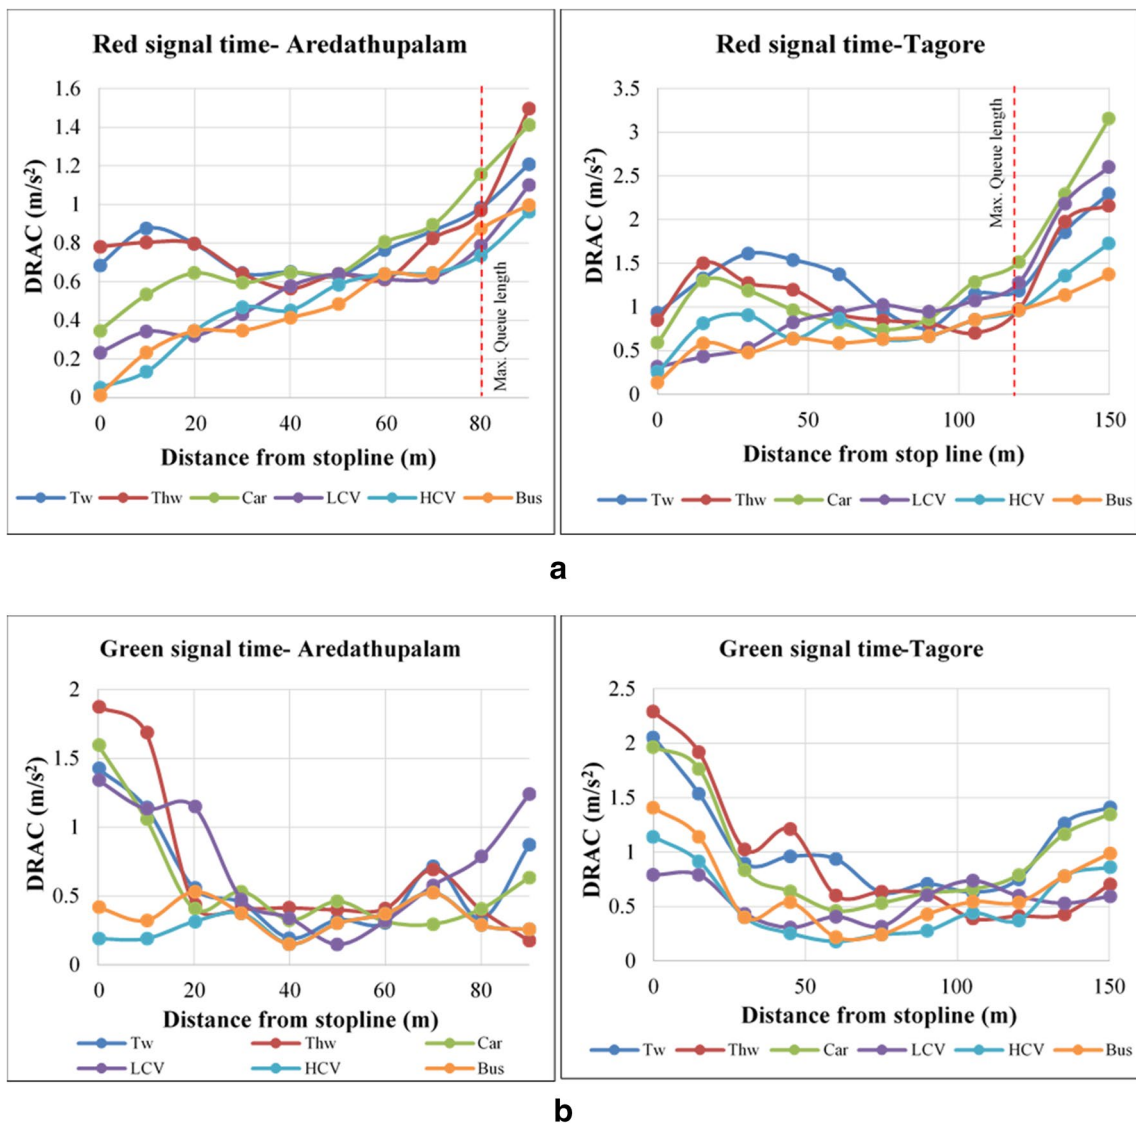 Red signal time- Aredathupalam
1.6
1.4
1.2
1
0.8
0.6
0.4
0.2
0
DRAC (m/s²)
Max. Queue length
0 20 40 60 80
Distance from stopline (m)
Tw Thw Car LCV HCV Bus
Red signal time-Tagore
3.5
3
2.5
2
1.5
1
0.5
0
DRAC (m/s²)
Max. Queue length
0 50 100 150
Distance from stop line (m)
Tw Thw Car LCV HCV Bus
a
Green signal time- Aredathupalam
2
1.5
1
0.5
0
DRAC (m/s²)
0 20 40 60 80
Distance from stopline (m)
Tw Thw Car
LCV HCV Bus
Green signal time-Tagore
2.5
2
1.5
1
0.5
0
DRAC (m/s²)
0 50 100 150
Distance from stopline (m)
Tw Thw Car LCV HCV Bus
b